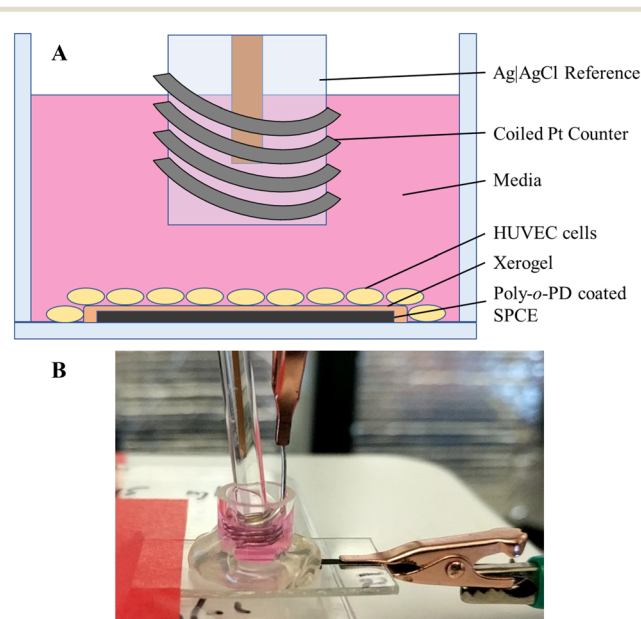 A
Ag|AgCl Reference
Coiled Pt Counter
Media
HUVEC cells
Xerogel
Poly-o-PD coated
SPCE
B